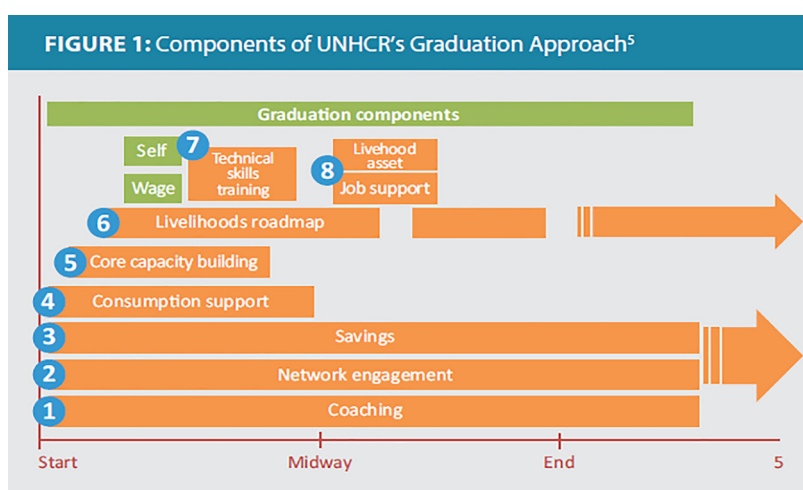 FIGURE 1: Components of UNHCR's Graduation Approach⁵
Graduation components
Self
7
Technical
skills
training
Wage
8
Livehood
asset
Job support
6 Livelihoods roadmap
5 Core capacity building
4 Consumption support
3 Savings
2 Network engagement
1 Coaching
Start Midway End 5